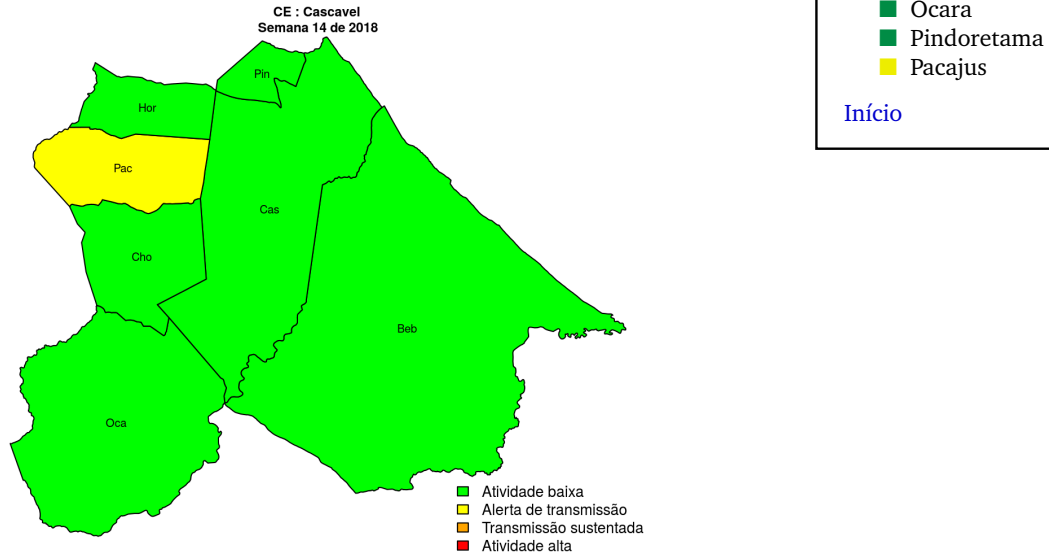 CE : Cascavel
Semana 14 de 2018
Pin
Hor
Pac
Cas
Cho
Beb
Oca
Atividade baixa
Alerta de transmissão
Transmissão sustentada
Atividade alta
Ocara
Pindoretama
Pacajus
Início